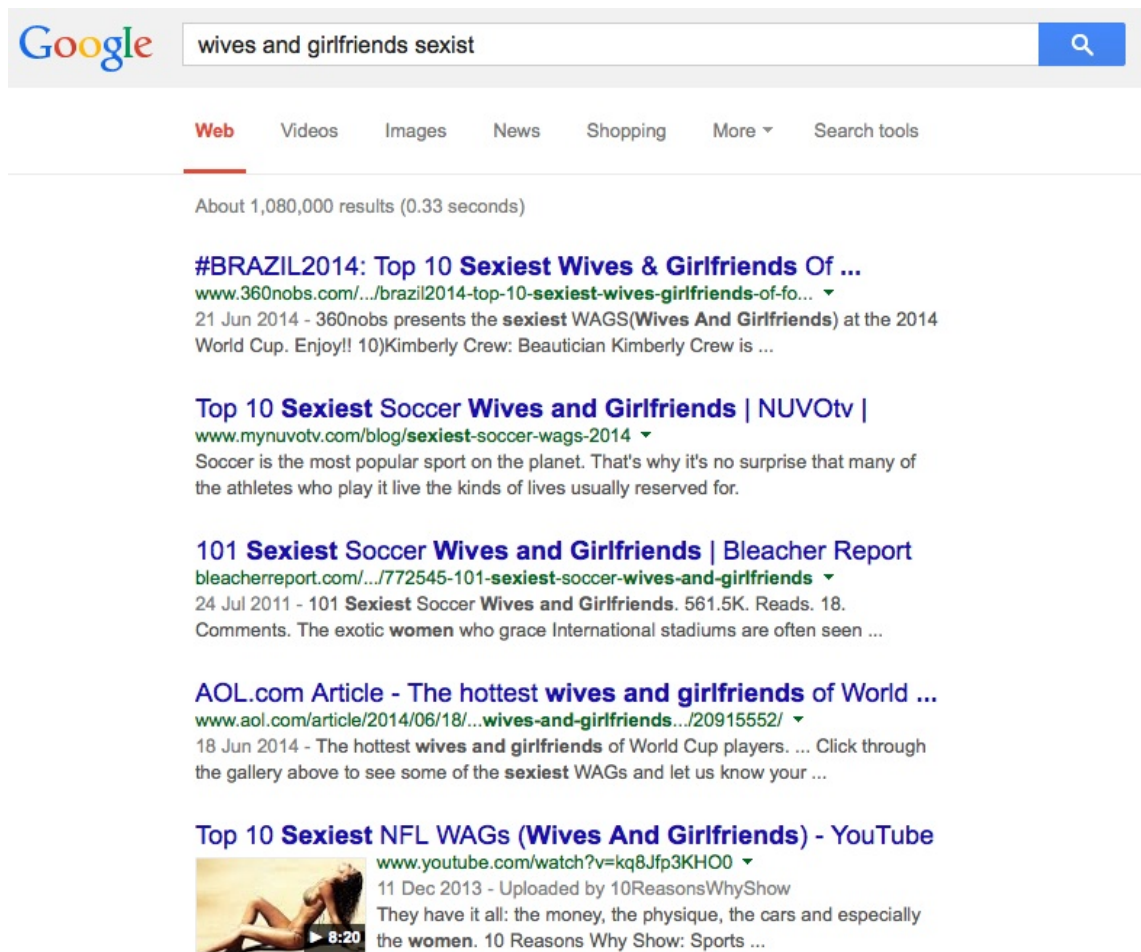 Google
wives and girlfriends sexist
Web Videos Images News Shopping More Search tools
About 1,080,000 results (0.33 seconds)
#BRAZIL2014: Top 10 Sexiest Wives & Girlfriends Of ...
www.360nobs.com/.../brazil2014-top-10-sexiest-wives-girlfriends-of-fo...
21 Jun 2014 - 360nobs presents the sexiest WAGS(Wives And Girlfriends) at the 2014
World Cup. Enjoy!! 10)Kimberly Crew: Beautician Kimberly Crew is ...
Top 10 Sexiest Soccer Wives and Girlfriends | NUVOtv |
www.mynuvotv.com/blog/sexiest-soccer-wags-2014
Soccer is the most popular sport on the planet. That's why it's no surprise that many of
the athletes who play it live the kinds of lives usually reserved for.
101 Sexiest Soccer Wives and Girlfriends | Bleacher Report
bleacherreport.com/.../772545-101-sexiest-soccer-wives-and-girlfriends
24 Jul 2011 - 101 Sexiest Soccer Wives and Girlfriends. 561.5K. Reads. 18.
Comments. The exotic women who grace International stadiums are often seen ...
AOL.com Article - The hottest wives and girlfriends of World ...
www.aol.com/article/2014/06/18/...wives-and-girlfriends.../20915552/
18 Jun 2014 - The hottest wives and girlfriends of World Cup players. ... Click through
the gallery above to see some of the sexiest WAGs and let us know your ...
Top 10 Sexiest NFL WAGs (Wives And Girlfriends) - YouTube
www.youtube.com/watch?v=kq8Jfp3KHO0
11 Dec 2013 - Uploaded by 10ReasonsWhyShow
They have it all: the money, the physique, the cars and especially
8:20
the women. 10 Reasons Why Show: Sports ...